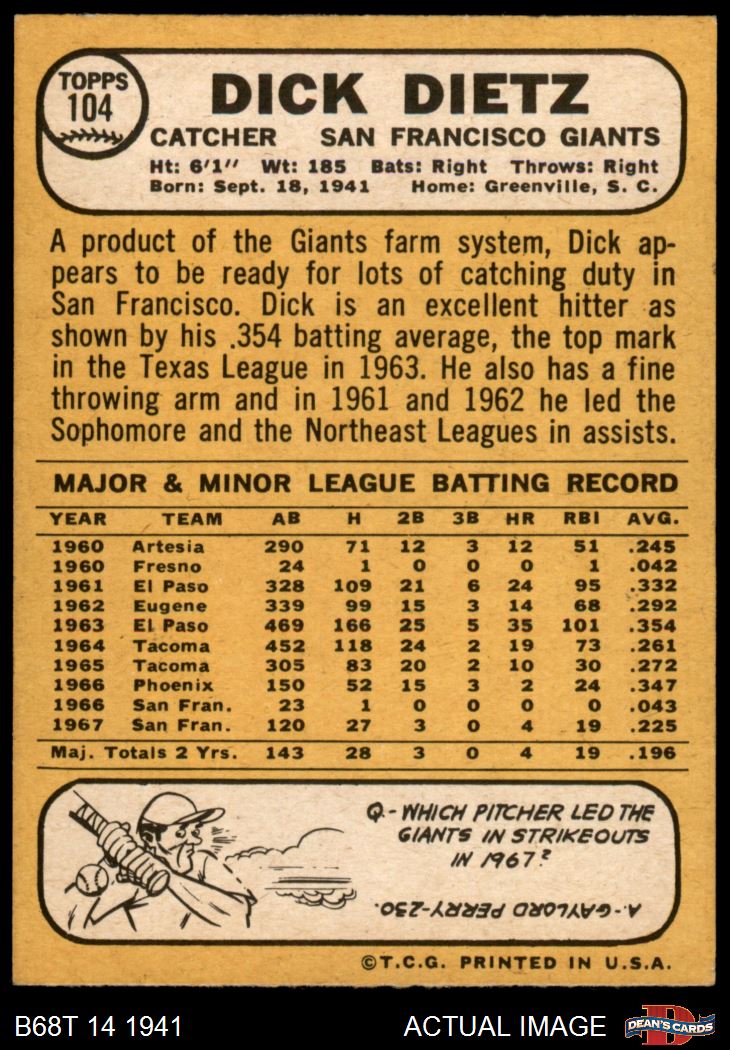 TOPPS
104
DICK DIETZ
CATCHER SAN FRANCISCO GIANTS
Ht: 6'1" Wt: 185 Bats: Right Throws: Right
Born: Sept. 18, 1941 Home: Greenville, S. C.
A product of the Giants farm system, Dick ap-
pears to be ready for lots of catching duty in
San Francisco. Dick is an excellent hitter as
shown by his .354 batting average, the top mark
in the Texas League in 1963. He also has a fine
throwing arm and in 1961 and 1962 he led the
Sophomore and the Northeast Leagues in assists.
MAJOR & MINOR LEAGUE BATTING RECORD
YEAR TEAM AB H 2B 3B HR RBI AVG.
1960 Artesia 290 71 12 3 12 51 .245
1960 Fresno 24 1 0 0 0 1 .042
1961 El Paso 328 109 21 6 24 95 .332
1962 Eugene 339 99 15 3 14 68 .292
1963 El Paso 469 166 25 5 35 101 .354
1964 Tacoma 452 118 24 2 19 73 .261
1965 Tacoma 305 83 20 2 10 30 .272
1966 Phoenix 150 52 15 3 2 24 .347
1966 San Fran. 23 1 0 0 0 0 .043
1967 San Fran. 120 27 3 0 4 19 .225
Maj. Totals 2 Yrs. 143 28 3 0 4 19 .196
Q.- WHICH PITCHER LED THE
GIANTS IN STRIKEOUTS
IN 1967?
A.- GAYLORD PERRY-230.
©T.C.G. PRINTED IN U.S.A.
B68T 14 1941 ACTUAL IMAGE
D
DEAN'S CARDS